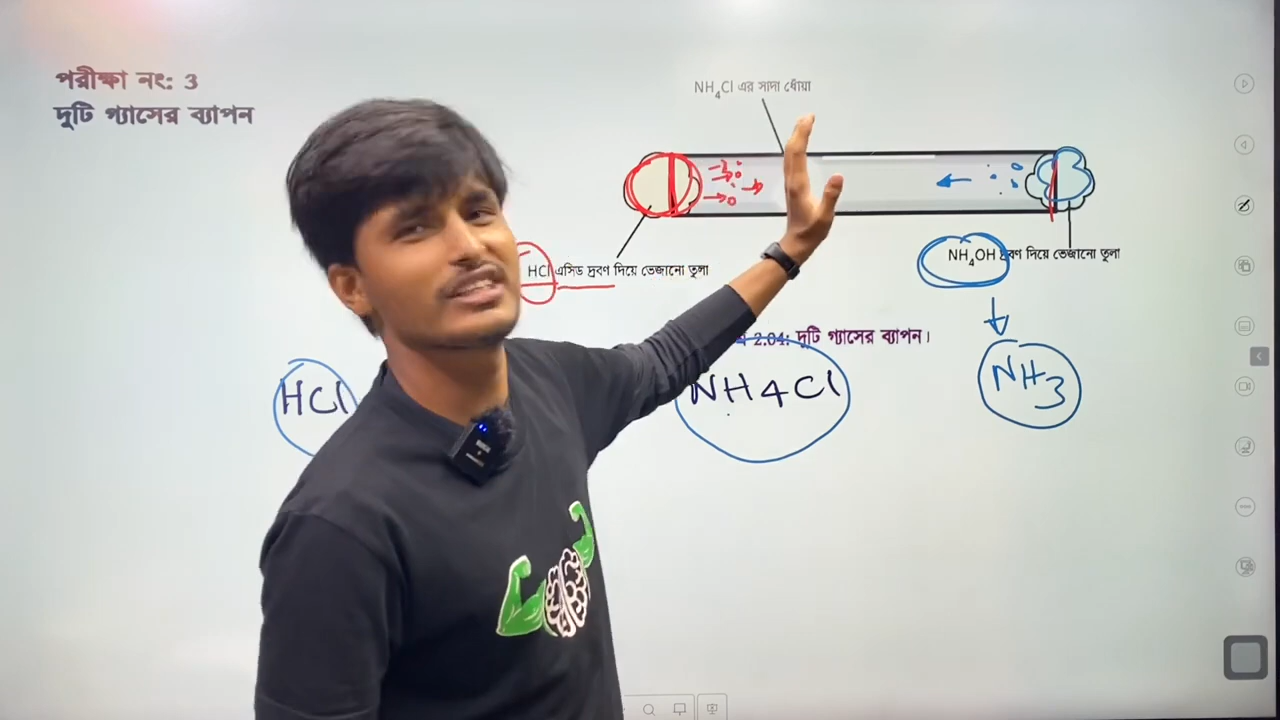 পরীক্ষা নং: 3
দুটি গ্যাসের ব্যাপন
NH₄Cl এর সাদা ধোঁয়া
HCl এসিড দ্রবণ দিয়ে ভেজানো তুলা
NH₄OH দ্রবণ দিয়ে ভেজানো তুলা
2.04: দুটি গ্যাসের ব্যাপন।
HCl
NH4Cl
NH3